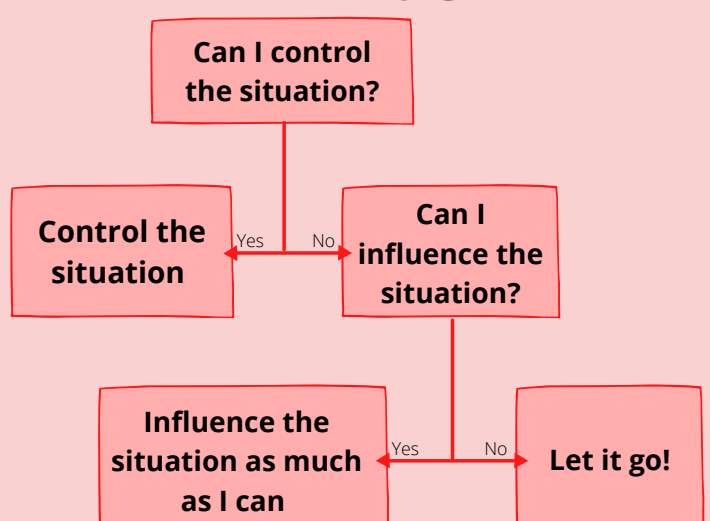 Can I control
the situation?
Control the
situation
Yes
No
Can I
influence the
situation?
Influence the
situation as much
as I can
Yes
No
Let it go!